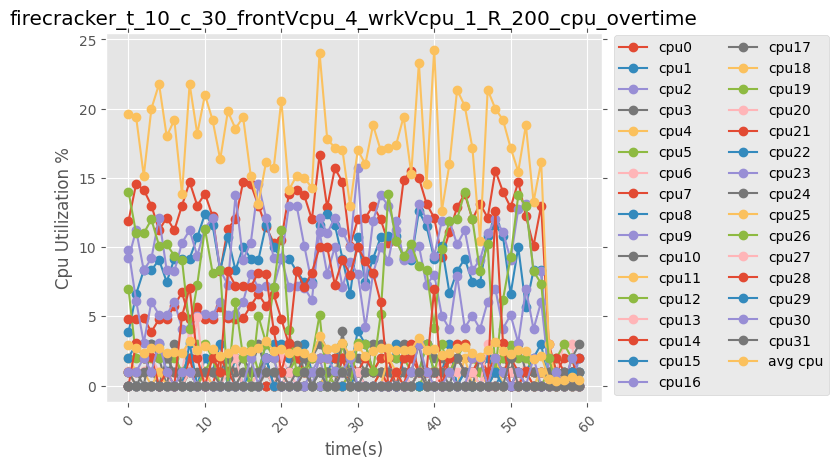 firecracker_t_10_c_30_frontVcpu_4_wrkVcpu_1_R_200_cpu_overtime
25
20
15
10
5
0
Cpu Utilization %
0
10
20
30
40
50
60
time(s)
cpu0
cpu1
cpu2
cpu3
cpu4
cpu5
cpu6
cpu7
cpu8
cpu9
cpu10
cpu11
cpu12
cpu13
cpu14
cpu15
cpu16
cpu17
cpu18
cpu19
cpu20
cpu21
cpu22
cpu23
cpu24
cpu25
cpu26
cpu27
cpu28
cpu29
cpu30
cpu31
avg cpu